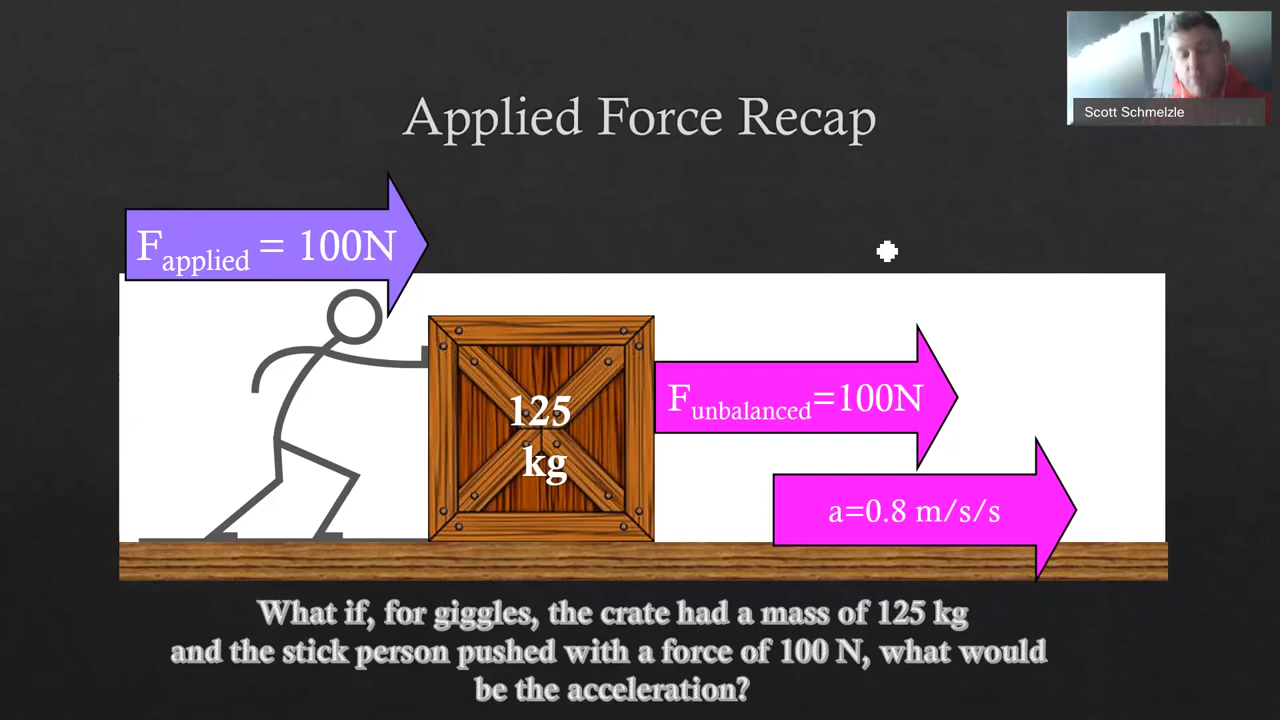 Scott Schmelzle
Applied Force Recap
Fapplied = 100N
125
kg
Funbalanced=100N
a=0.8 m/s/s
What if, for giggles, the crate had a mass of 125 kg
and the stick person pushed with a force of 100 N, what would
be the acceleration?